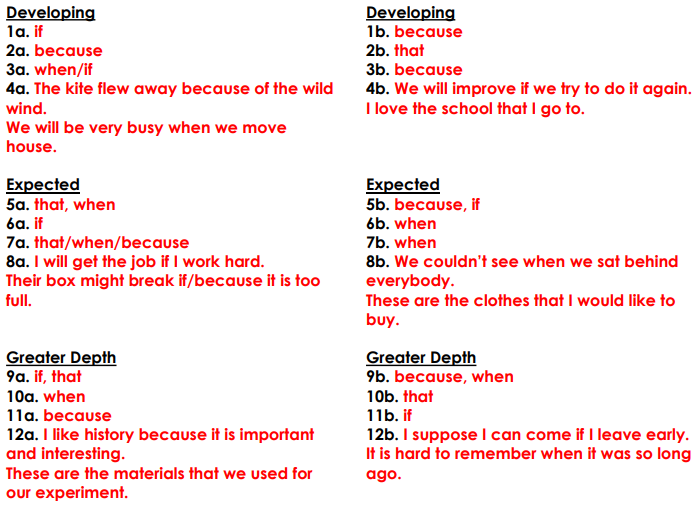 Developing
1a. if
2a. because
3a. when/if
4a. The kite flew away because of the wild
wind.
We will be very busy when we move
house.
Expected
5a. that, when
6a. if
7a. that/when/because
8a. I will get the job if I work hard.
Their box might break if/because it is too
full.
Greater Depth
9a. if, that
10a. when
11a. because
12a. I like history because it is important
and interesting.
These are the materials that we used for
our experiment.
Developing
1b. because
2b. that
3b. because
4b. We will improve if we try to do it again.
I love the school that I go to.
Expected
5b. because, if
6b. when
7b. when
8b. We couldn't see when we sat behind
everybody.
These are the clothes that I would like to
buy.
Greater Depth
9b. because, when
10b. that
11b. if
12b. I suppose I can come if I leave early.
It is hard to remember when it was so long
ago.